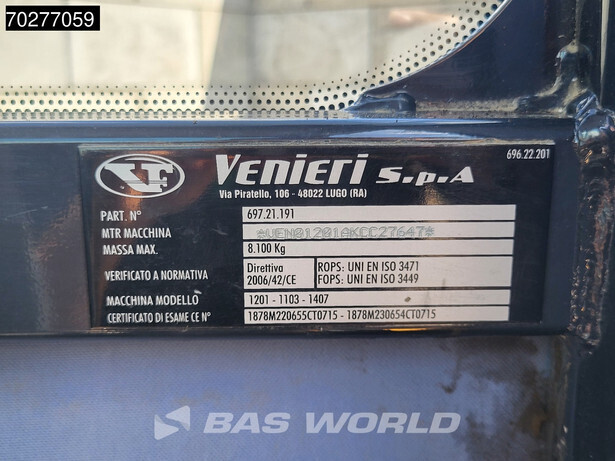 70277059
696.22.201
VENIERI S.p.A
Via Piratello, 106 - 48022 LUGO (RA)
PART. N° 697.21.191
MTR MACCHINA *VEN01201AKCC27647*
MASSA MAX. 8.100 Kg
VERIFICATO A NORMATIVA Direttiva 2006/42/CE ROPS: UNI EN ISO 3471
FOPS: UNI EN ISO 3449
MACCHINA MODELLO 1201 - 1103 - 1407
CERTIFICATO DI ESAME CE N° 1878M220655CT0715 - 1878M230654CT0715
BAS WORLD